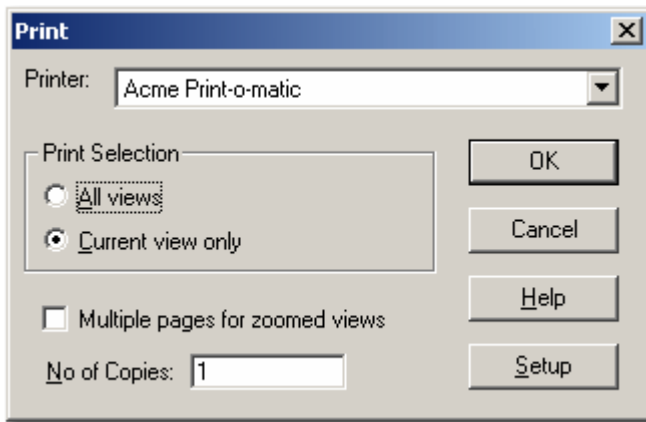 Print
Printer: Acme Print-o-matic
Print Selection
All views
Current view only
OK
Cancel
Help
Setup
Multiple pages for zoomed views
No of Copies: 1